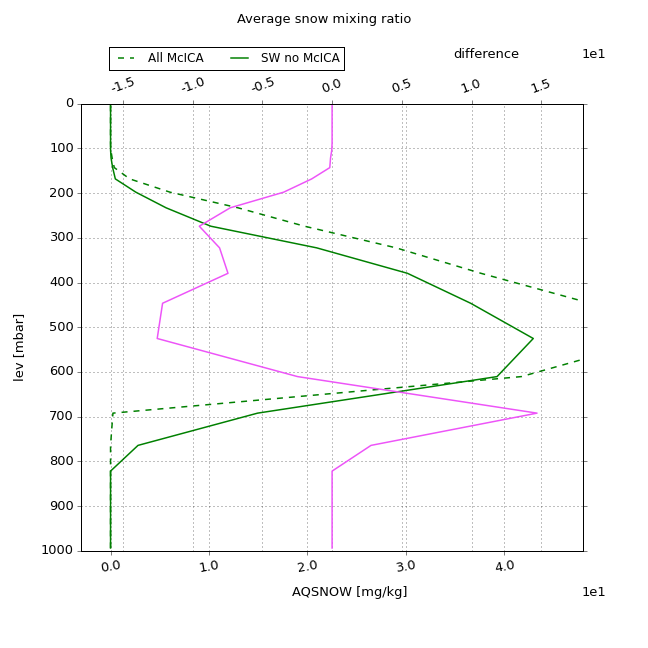 Average snow mixing ratio
All McICA SW no McICA
difference 1e1
-1.5 -1.0 -0.5 0.0 0.5 1.0 1.5
0
100
200
300
400
500
600
700
800
900
1000
lev [mbar]
0.0 1.0 2.0 3.0 4.0
AQSNOW [mg/kg] 1e1